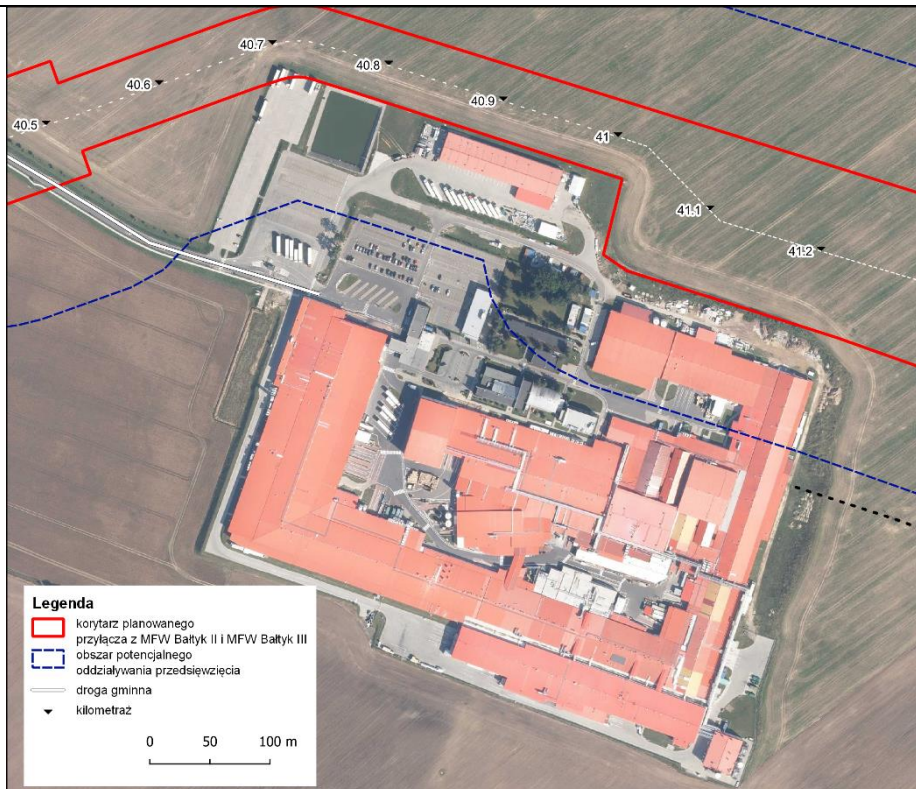 40.5
40.6
40.7
40.8
40.9
41
41.1
41.2
Legenda
korytarz planowanego
przyłącza z MFW Bałtyk II i MFW Bałtyk III
obszar potencjalnego
oddziaływania przedsięwzięcia
droga gminna
kilometraż
0 50 100 m